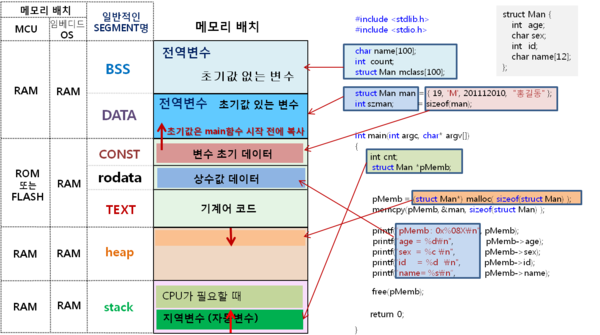 메모리 배치
MCU
임베디드
OS
일반적인
SEGMENT명
메모리 배치
RAM
RAM
BSS
전역변수
초기값 없는 변수
DATA
전역변수 초기값 있는 변수
초기값은 main함수 시작 전에 복사
ROM
또는
FLASH
RAM
CONST
변수 초기 데이터
rodata
상수값 데이터
TEXT
기계어 코드
RAM
RAM
heap
RAM
RAM
stack
CPU가 필요할 때
지역변수 (자동변수)
#include <stdlib.h>
#include <stdio.h>
char name[100];
int count;
struct Man mclass[100];
struct Man man = { 19, 'M', 201112010, "홍길동" };
int szman; = sizeof(man);
int main(int argc, char* argv[])
{
int cnt;
struct Man *pMemb;
pMemb = (struct Man*) malloc( sizeof(struct Man) );
memcpy(pMemb, &man, sizeof(struct Man) );
printf("pMemb: 0x%08X₩n", pMemb);
printf("age = %d₩n", pMemb->age);
printf("sex = %c ₩n", pMemb->sex);
printf("id = %d ₩n", pMemb->id);
printf("name= %s₩n", pMemb->name);
free(pMemb);
return 0;
}
struct Man {
int age;
char sex;
int id;
char name[12];
};